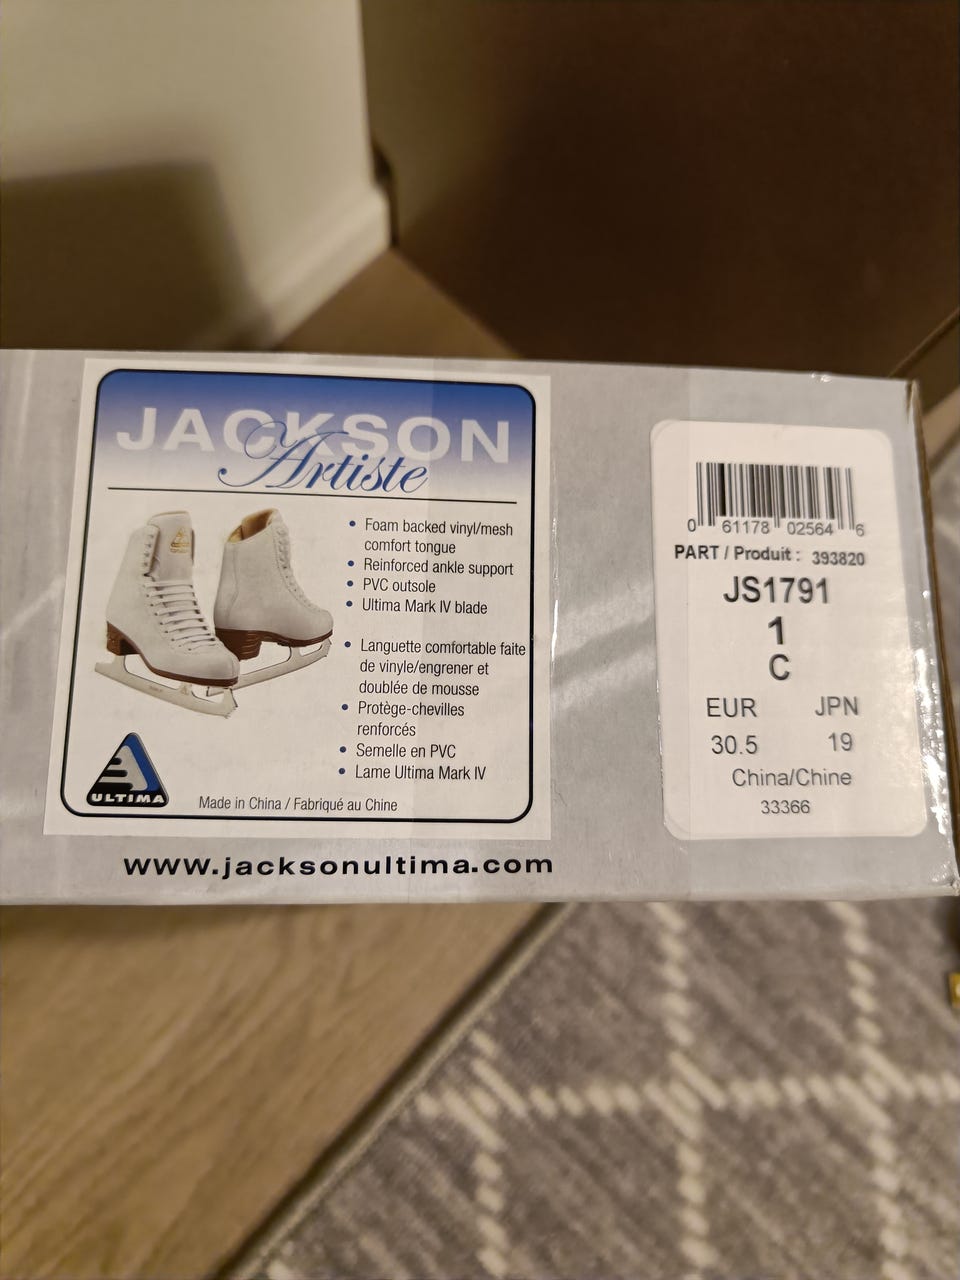 JACKSON
Artiste
• Foam backed vinyl/mesh
comfort tongue
• Reinforced ankle support
• PVC outsole
• Ultima Mark IV blade
• Languette comfortable faite
de vinyle/engrener et
doublée de mousse
• Protège-chevilles
renforcés
• Semelle en PVC
• Lame Ultima Mark IV
ULTIMA
Made in China / Fabriqué au Chine
www.jacksonultima.com
0 61178 02564 6
PART / Produit : 393820
JS1791
1
C
EUR JPN
30.5 19
China/Chine
33366